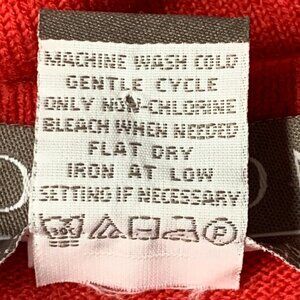 MACHINE WASH COLD
GENTLE CYCLE
ONLY NON-CHLORINE
BLEACH WHEN NEEDED
FLAT DRY
IRON AT LOW
SETTING IF NECESSARY
P